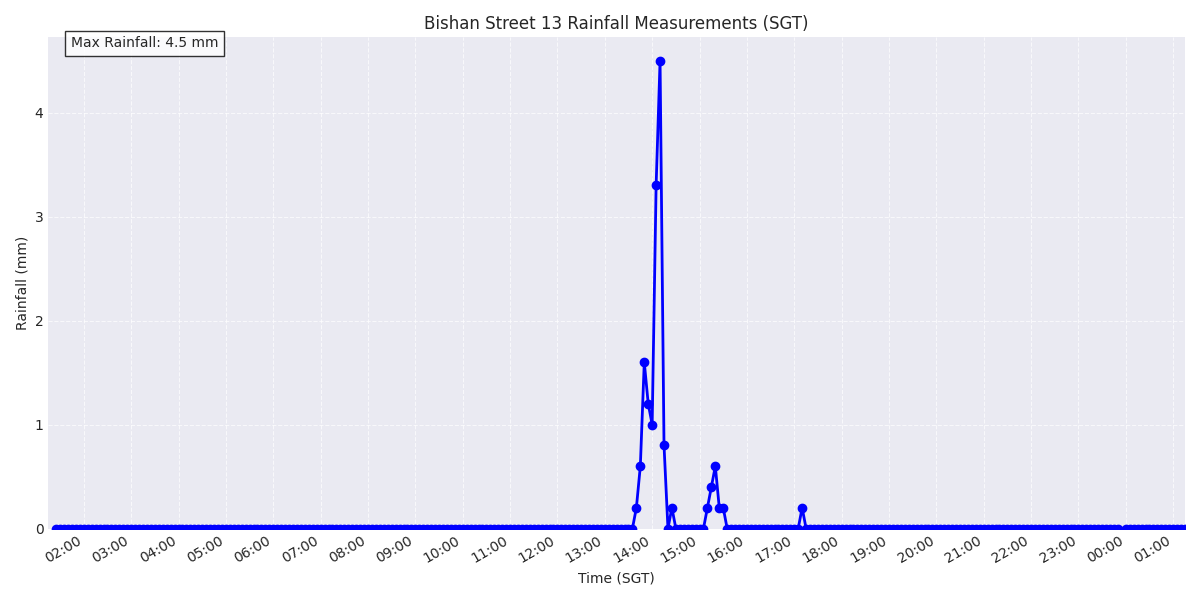 Bishan Street 13 Rainfall Measurements (SGT)
Max Rainfall: 4.5 mm
4
3
2
1
0
Rainfall (mm)
02:00 03:00 04:00 05:00 06:00 07:00 08:00 09:00 10:00 11:00 12:00 13:00 14:00 15:00 16:00 17:00 18:00 19:00 20:00 21:00 22:00 23:00 00:00 01:00
Time (SGT)